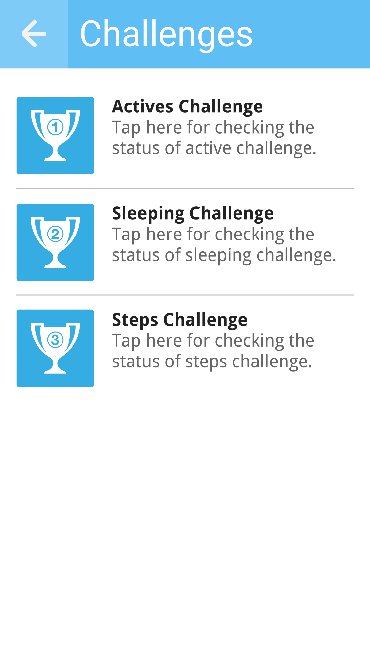 Challenges
1
Actives Challenge
Tap here for checking the
status of active challenge.
2
Sleeping Challenge
Tap here for checking the
status of sleeping challenge.
3
Steps Challenge
Tap here for checking the
status of steps challenge.